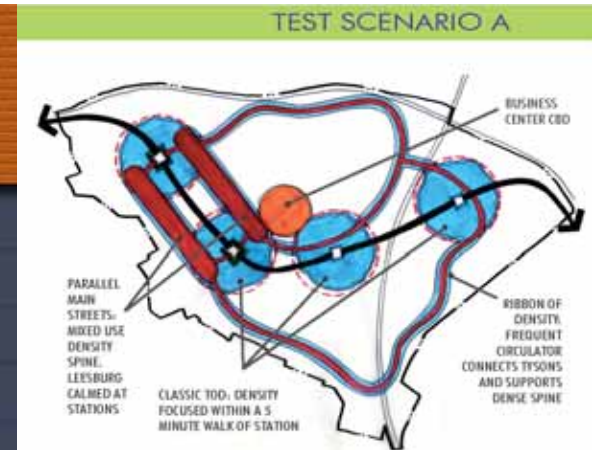 TEST SCENARIO A
BUSINESS
CENTER CBD
PARALLEL
MAIN
STREETS:
MIXED USE
DENSITY
SPINE,
LEESBURG
CALMED AT
STATIONS
CLASSIC TOD: DENSITY
FOCUSED WITHIN A 5
MINUTE WALK OF STATION
RIBBON OF
DENSITY:
FREQUENT
CIRCULATOR
CONNECTS TYSONS
AND SUPPORTS
DENSE SPINE